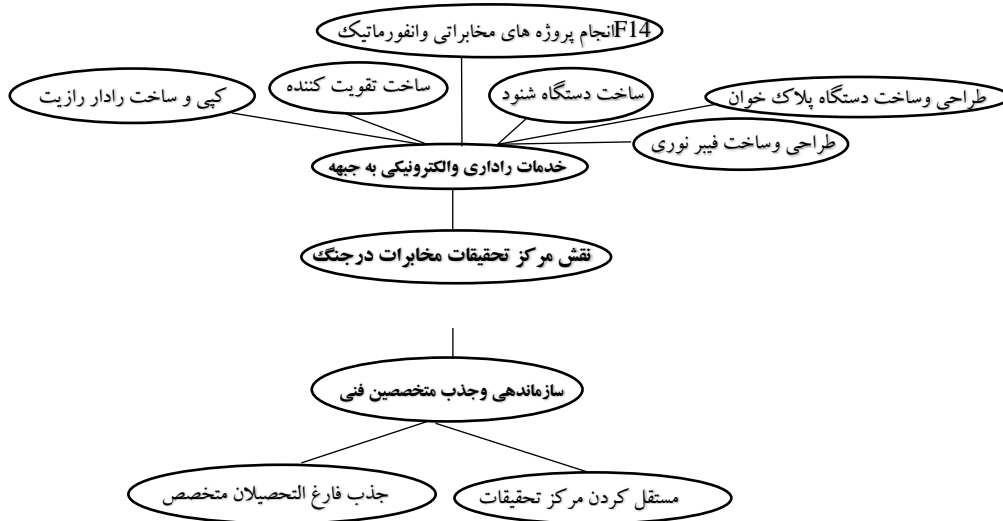 انجام پروژه های مخابراتی وانفورماتیک F14
ساخت تقویت کننده
ساخت دستگاه شنود
طراحی وساخت دستگاه پلاک خوان
کپی و ساخت رادار رازیت
طراحی وساخت فیبر نوری
خدمات راداری والکترونیکی به جبهه
نقش مرکز تحقیقات مخابرات درجنگ
سازماندهی وجذب متخصصین فنی
جذب فارغ التحصیلان متخصص
مستقل کردن مرکز تحقیقات